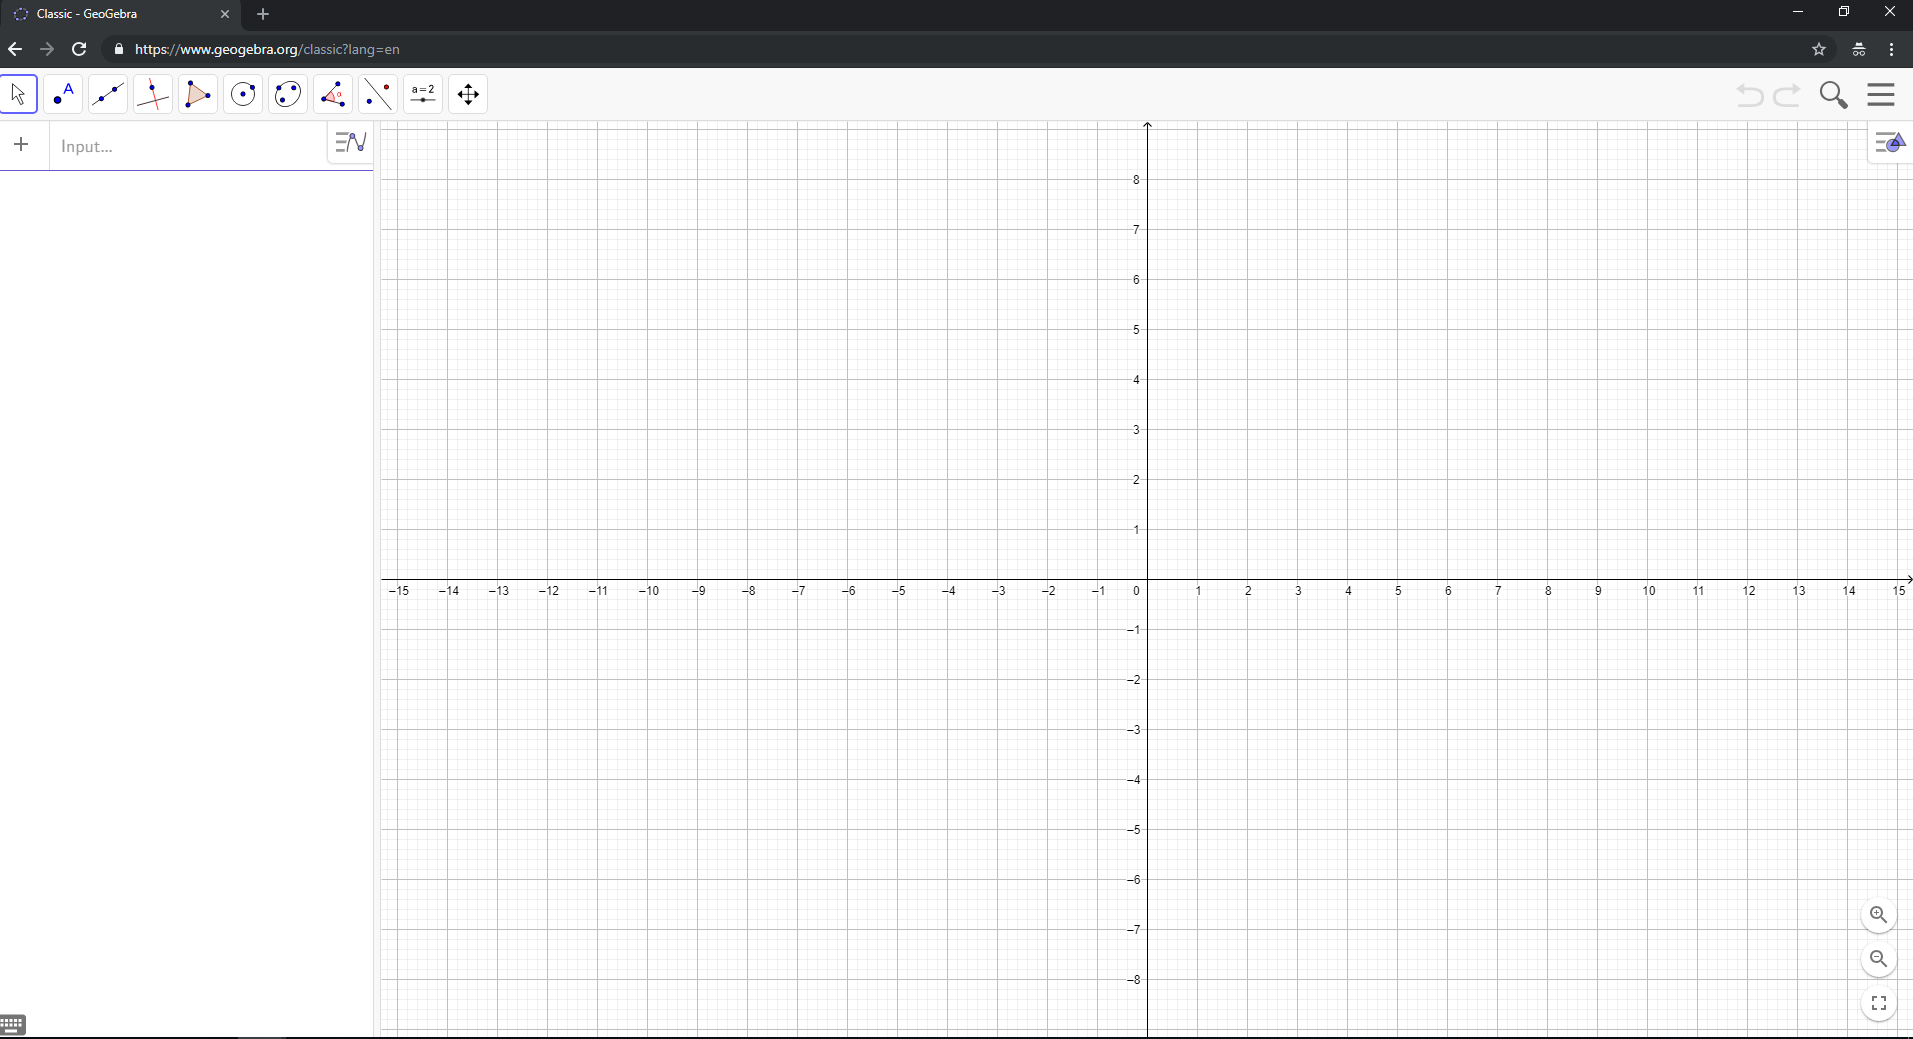 Classic - GeoGebra
https://www.geogebra.org/classic?lang=en
A
α
a=2
Input...
8
7
6
5
4
3
2
1
−15 −14 −13 −12 −11 −10 −9 −8 −7 −6 −5 −4 −3 −2 −1 0 1 2 3 4 5 6 7 8 9 10 11 12 13 14 15
−1
−2
−3
−4
−5
−6
−7
−8